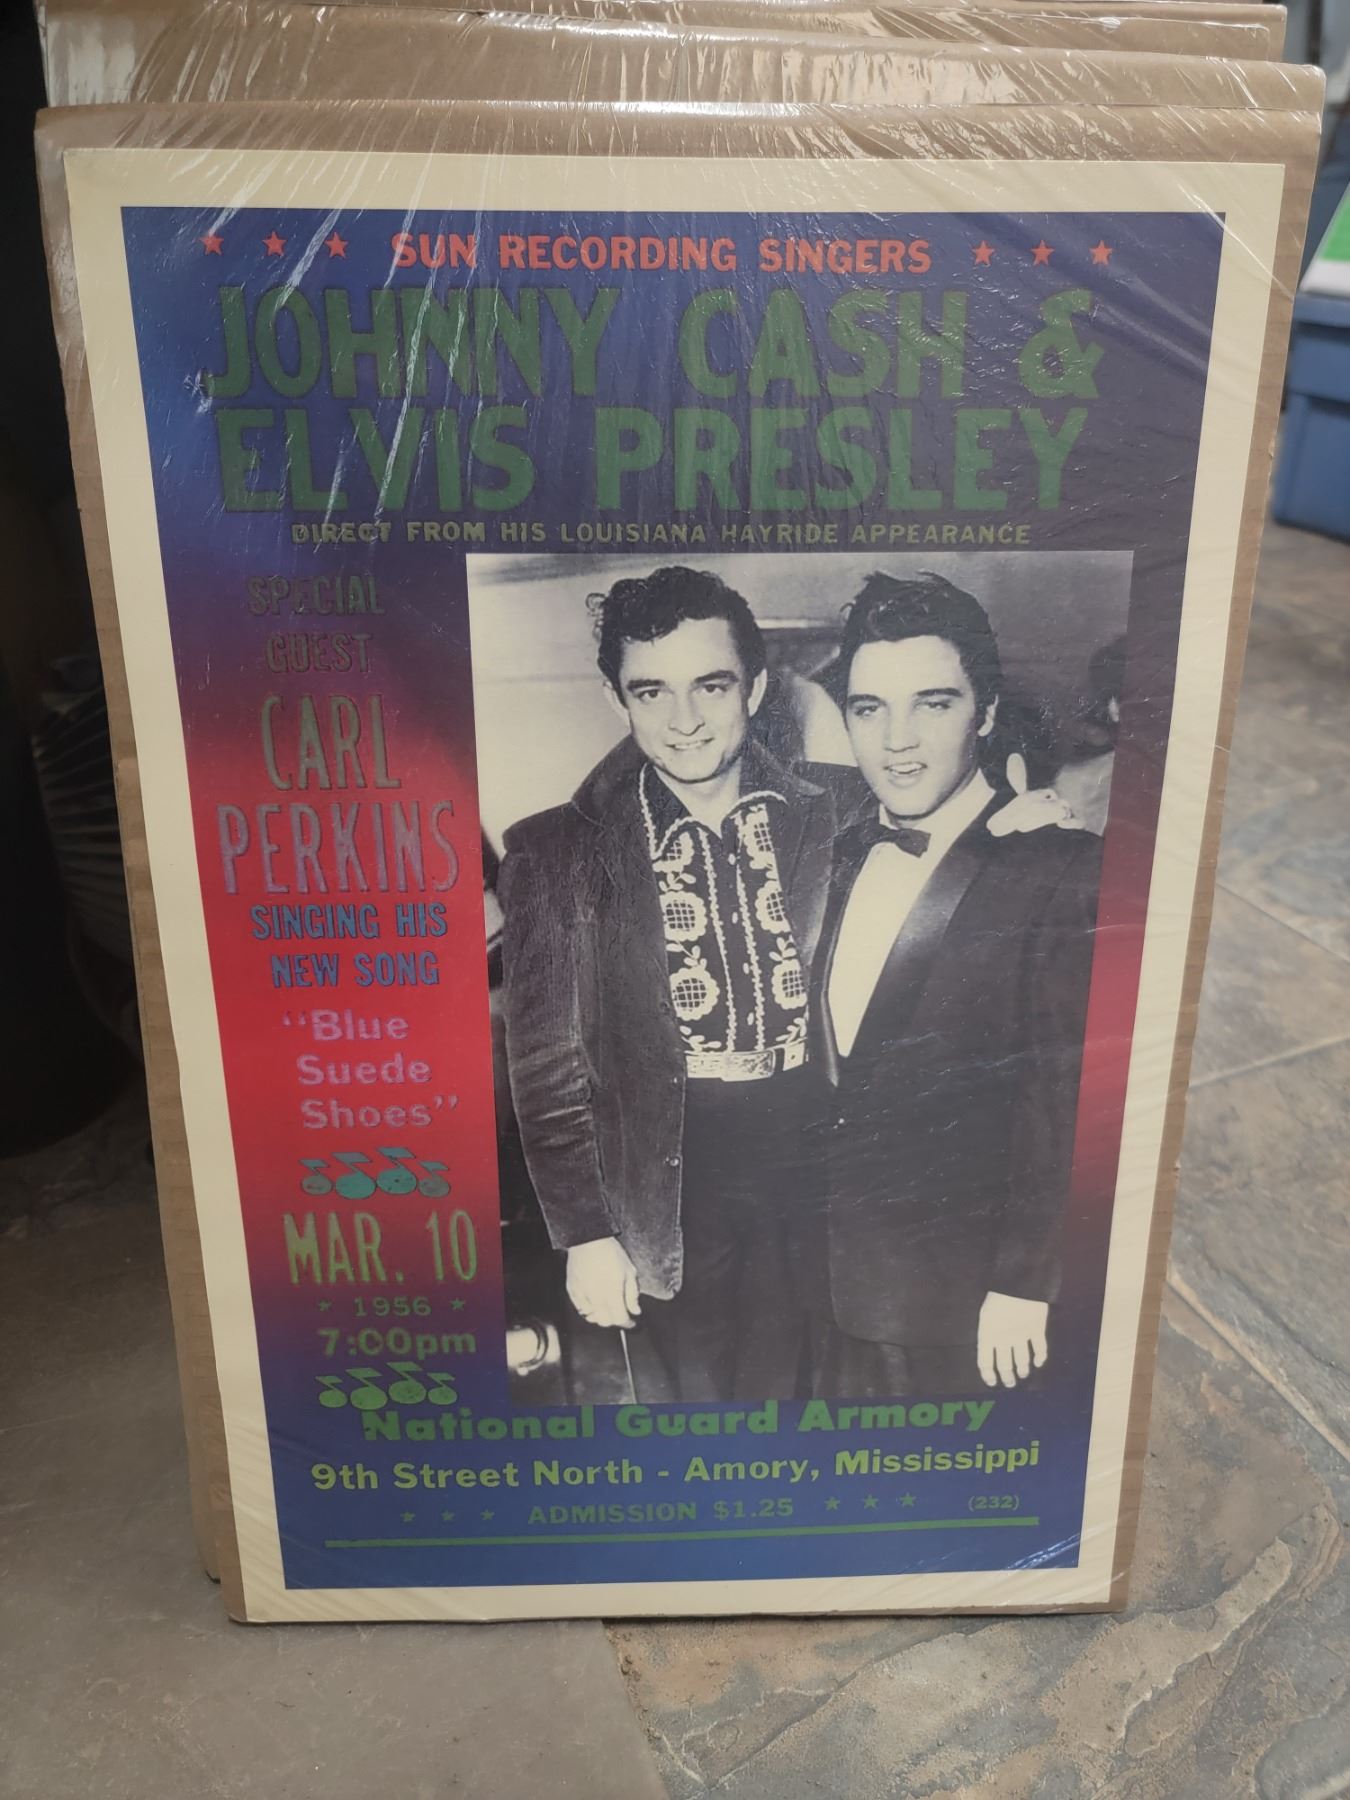 SUN RECORDING SINGERS
JOHNNY CASH &
ELVIS PRESLEY
DIRECT FROM HIS LOUISIANA HAYRIDE APPEARANCE
SPECIAL
GUEST
CARL
PERKINS
SINGING HIS
NEW SONG
"Blue
Suede
Shoes"
MAR. 10
1956
7:00pm
National Guard Armory
9th Street North - Amory, Mississippi
ADMISSION $1.25 (232)